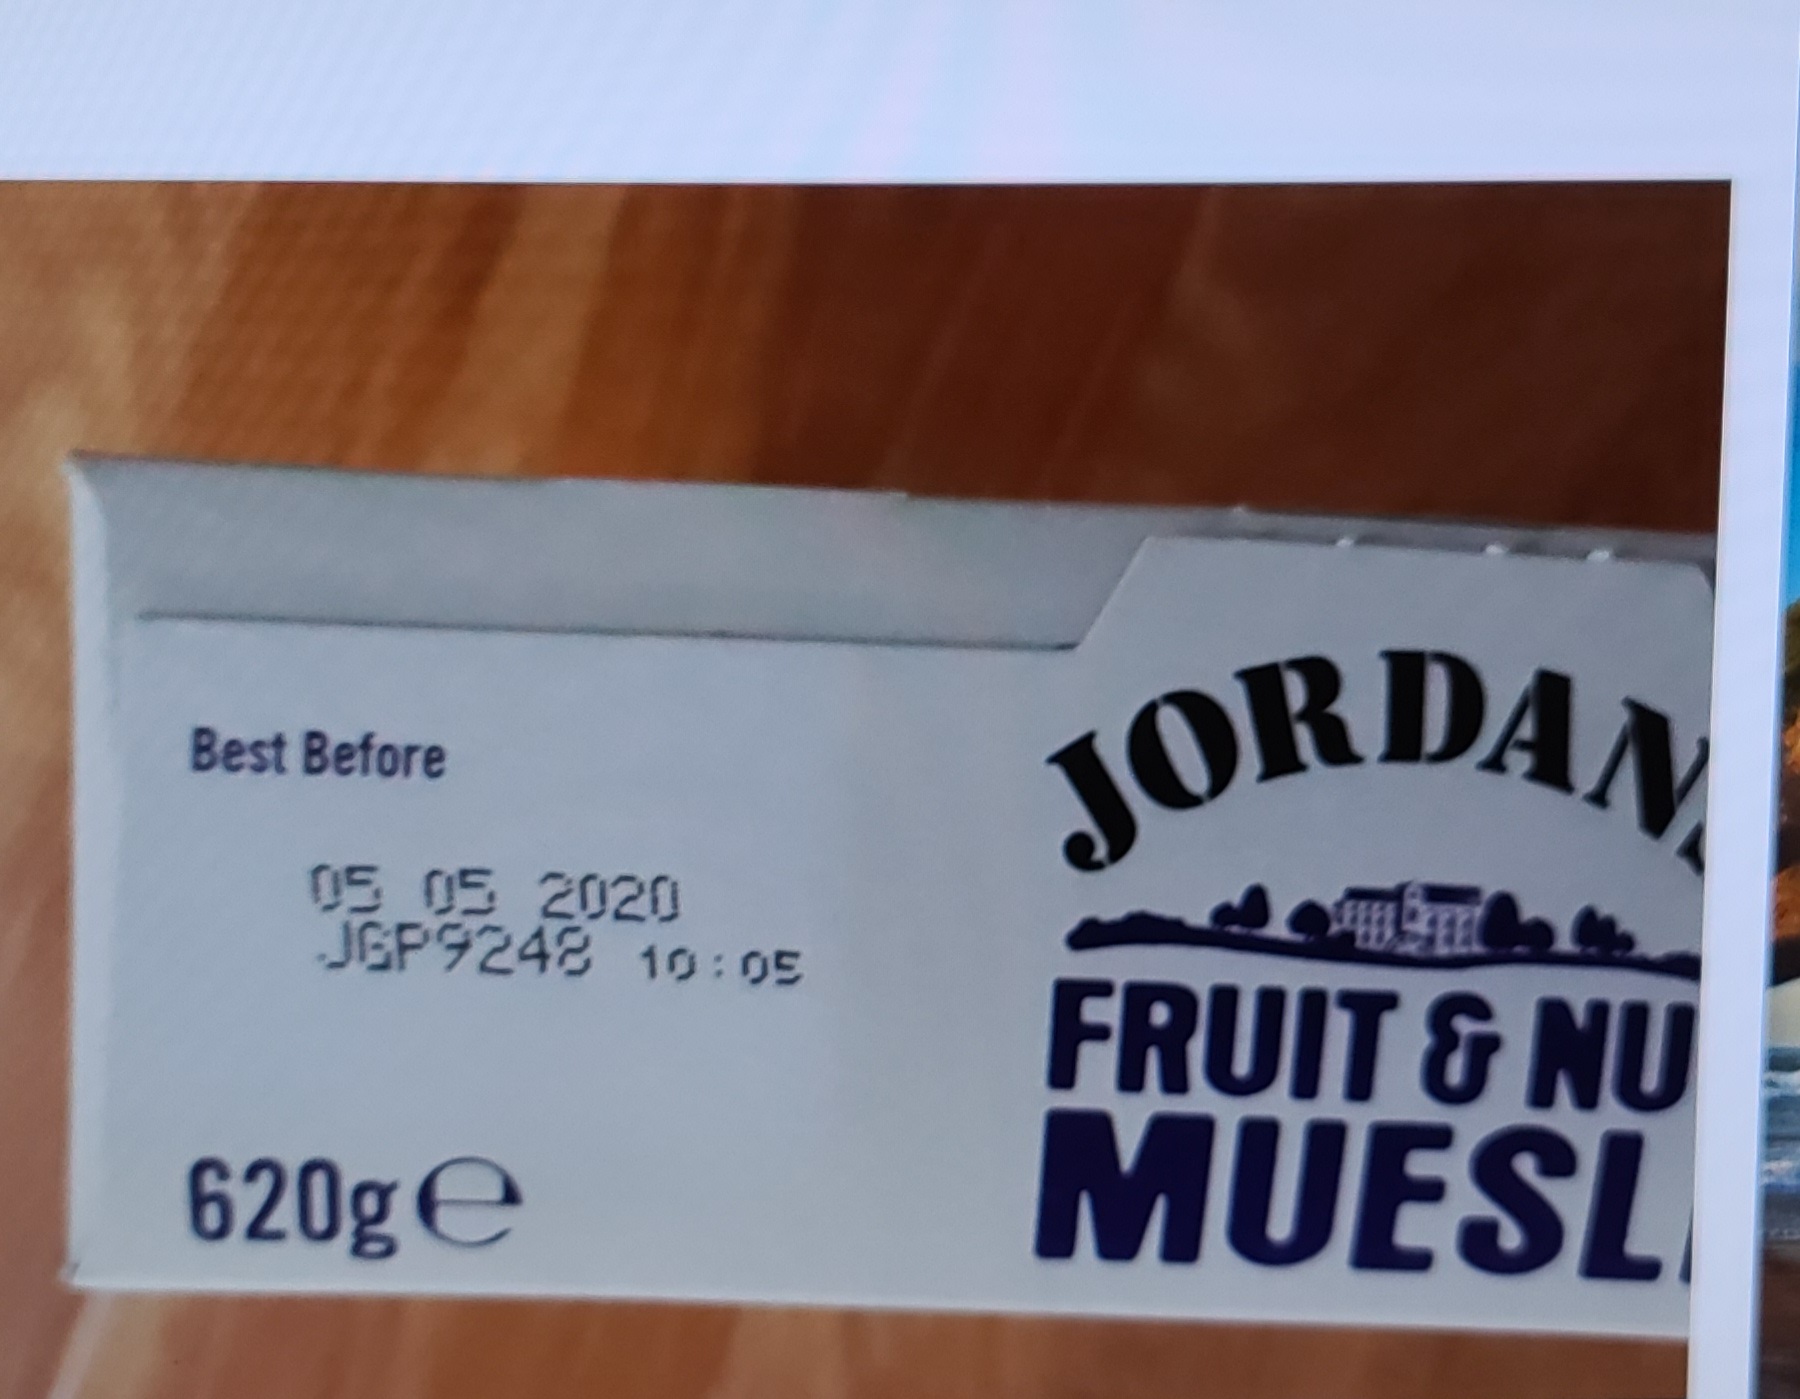 Best Before
05 05 2020
JGP9248 10:05
620g e
JORDAN
FRUIT & NU
MUESL